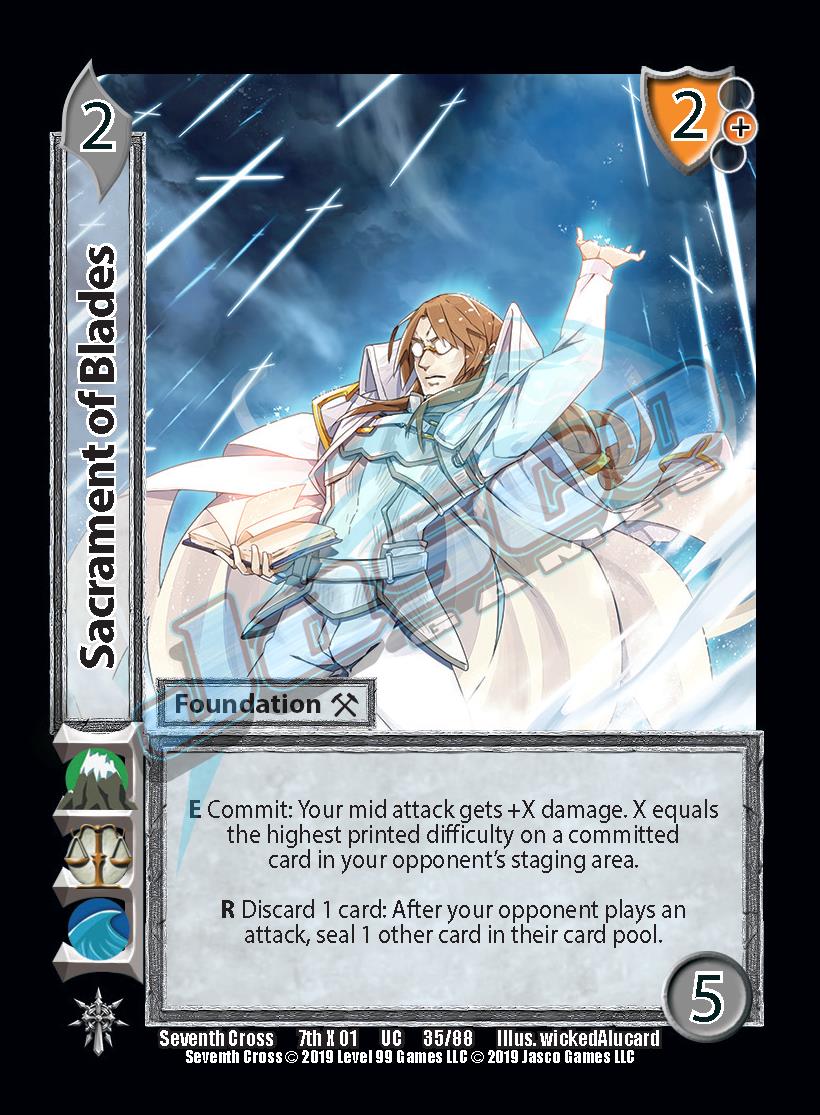 2
2
+
Sacrament of Blades
JASCO
GAMES
Foundation
E Commit: Your mid attack gets +X damage. X equals
the highest printed difficulty on a committed
card in your opponent's staging area.
R Discard 1 card: After your opponent plays an
attack, seal 1 other card in their card pool.
5
Seventh Cross 7th X 01 UC 35/88 Illus. wickedAlucard
Seventh Cross © 2019 Level 99 Games LLC © 2019 Jasco Games LLC